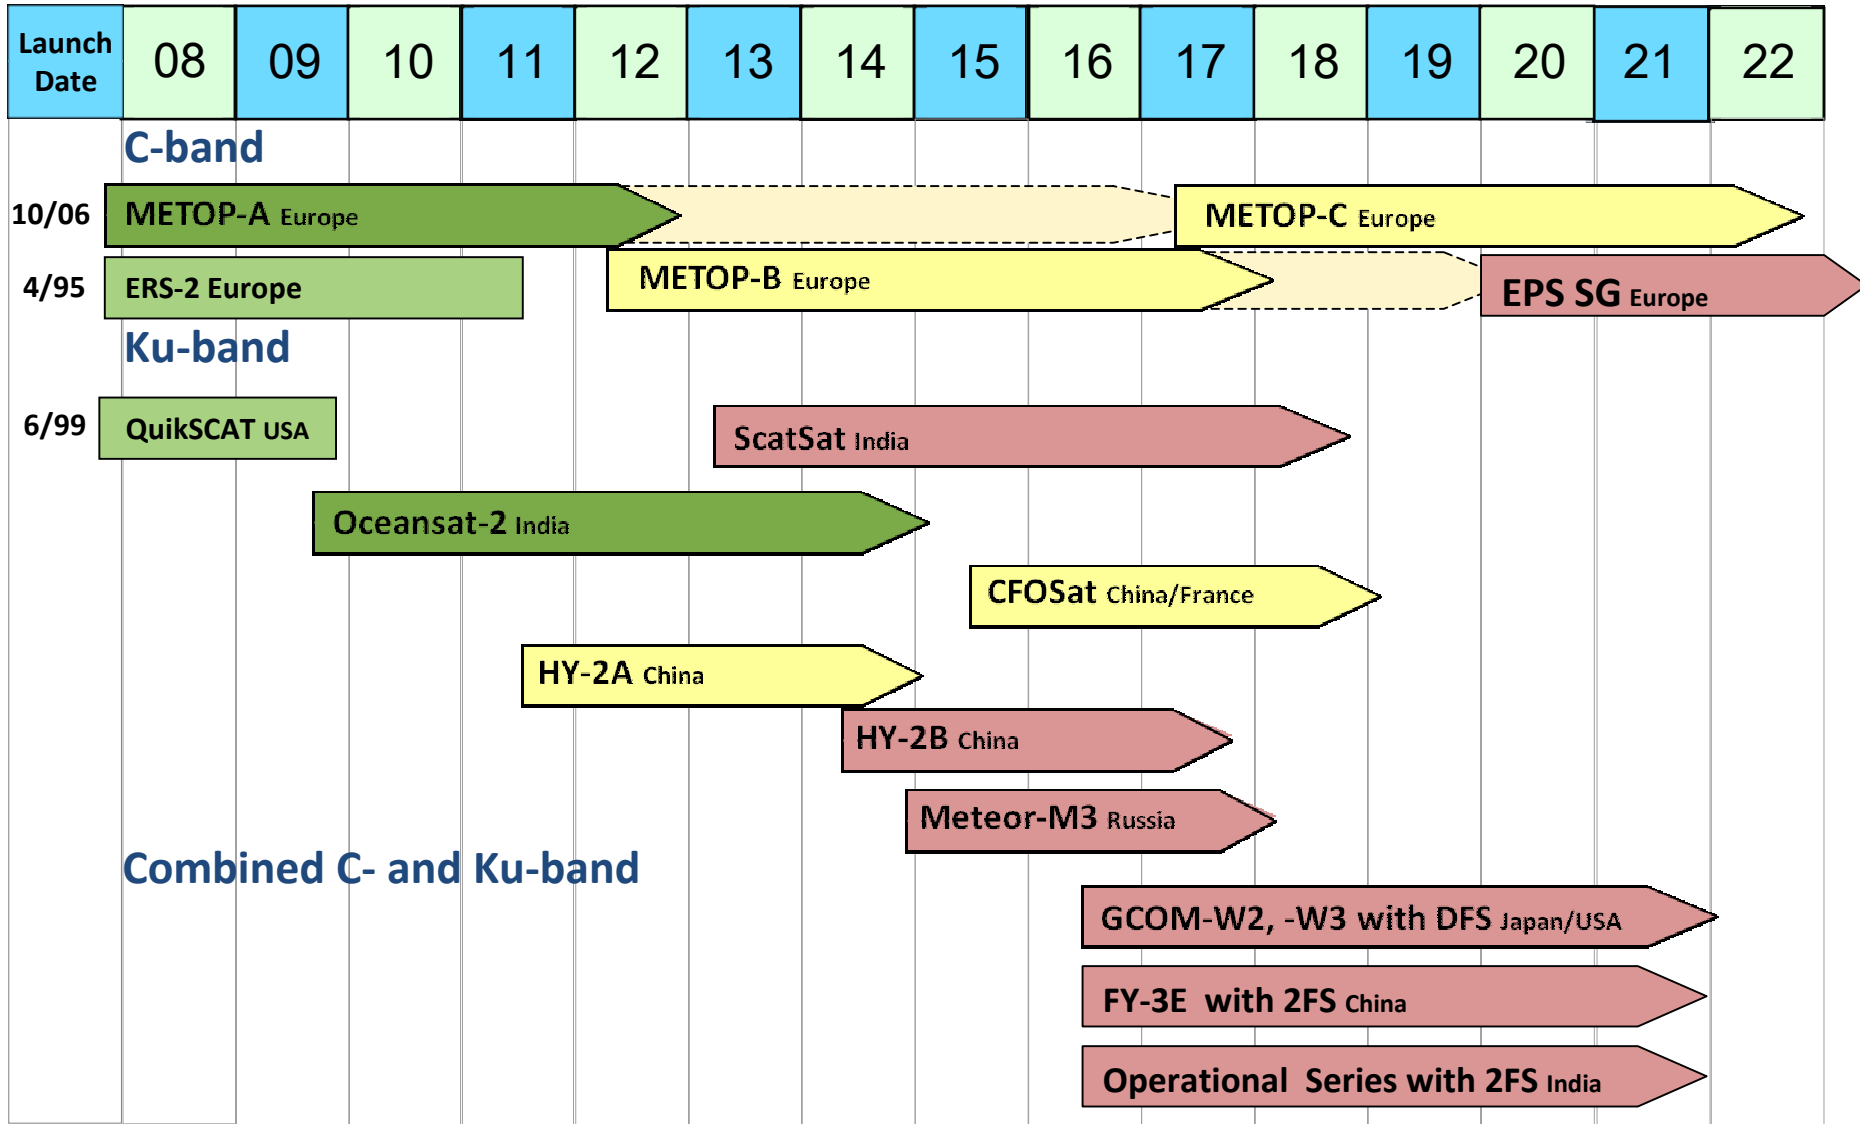 Launch
Date
08 09 10 11 12 13 14 15 16 17 18 19 20 21 22
C-band
10/06 METOP-A Europe METOP-C Europe
4/95 ERS-2 Europe METOP-B Europe EPS SG Europe
Ku-band
6/99 QuikSCAT USA ScatSat India
Oceansat-2 India
CFOSat China/France
HY-2A China
HY-2B China
Meteor-M3 Russia
Combined C- and Ku-band
GCOM-W2, -W3 with DFS Japan/USA
FY-3E with 2FS China
Operational Series with 2FS India